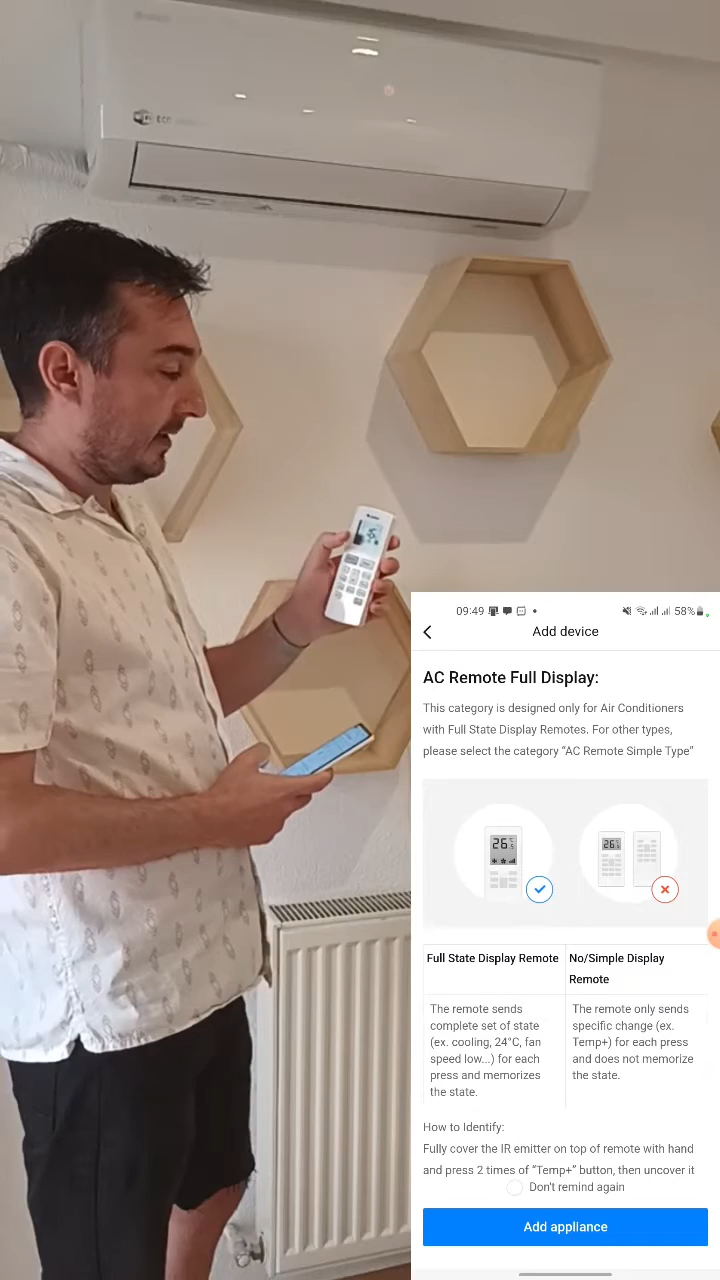 ECO
09:49
58%
Add device
AC Remote Full Display:
This category is designed only for Air Conditioners
with Full State Display Remotes. For other types,
please select the category “AC Remote Simple Type”
26
26
Full State Display Remote
No/Simple Display
Remote
The remote sends
complete set of state
(ex. cooling, 24°C, fan
speed low...) for each
press and memorizes
the state.
The remote only sends
specific change (ex.
Temp+) for each press
and does not memorize
the state.
How to Identify:
Fully cover the IR emitter on top of remote with hand
and press 2 times of “Temp+” button, then uncover it
Don't remind again
Add appliance